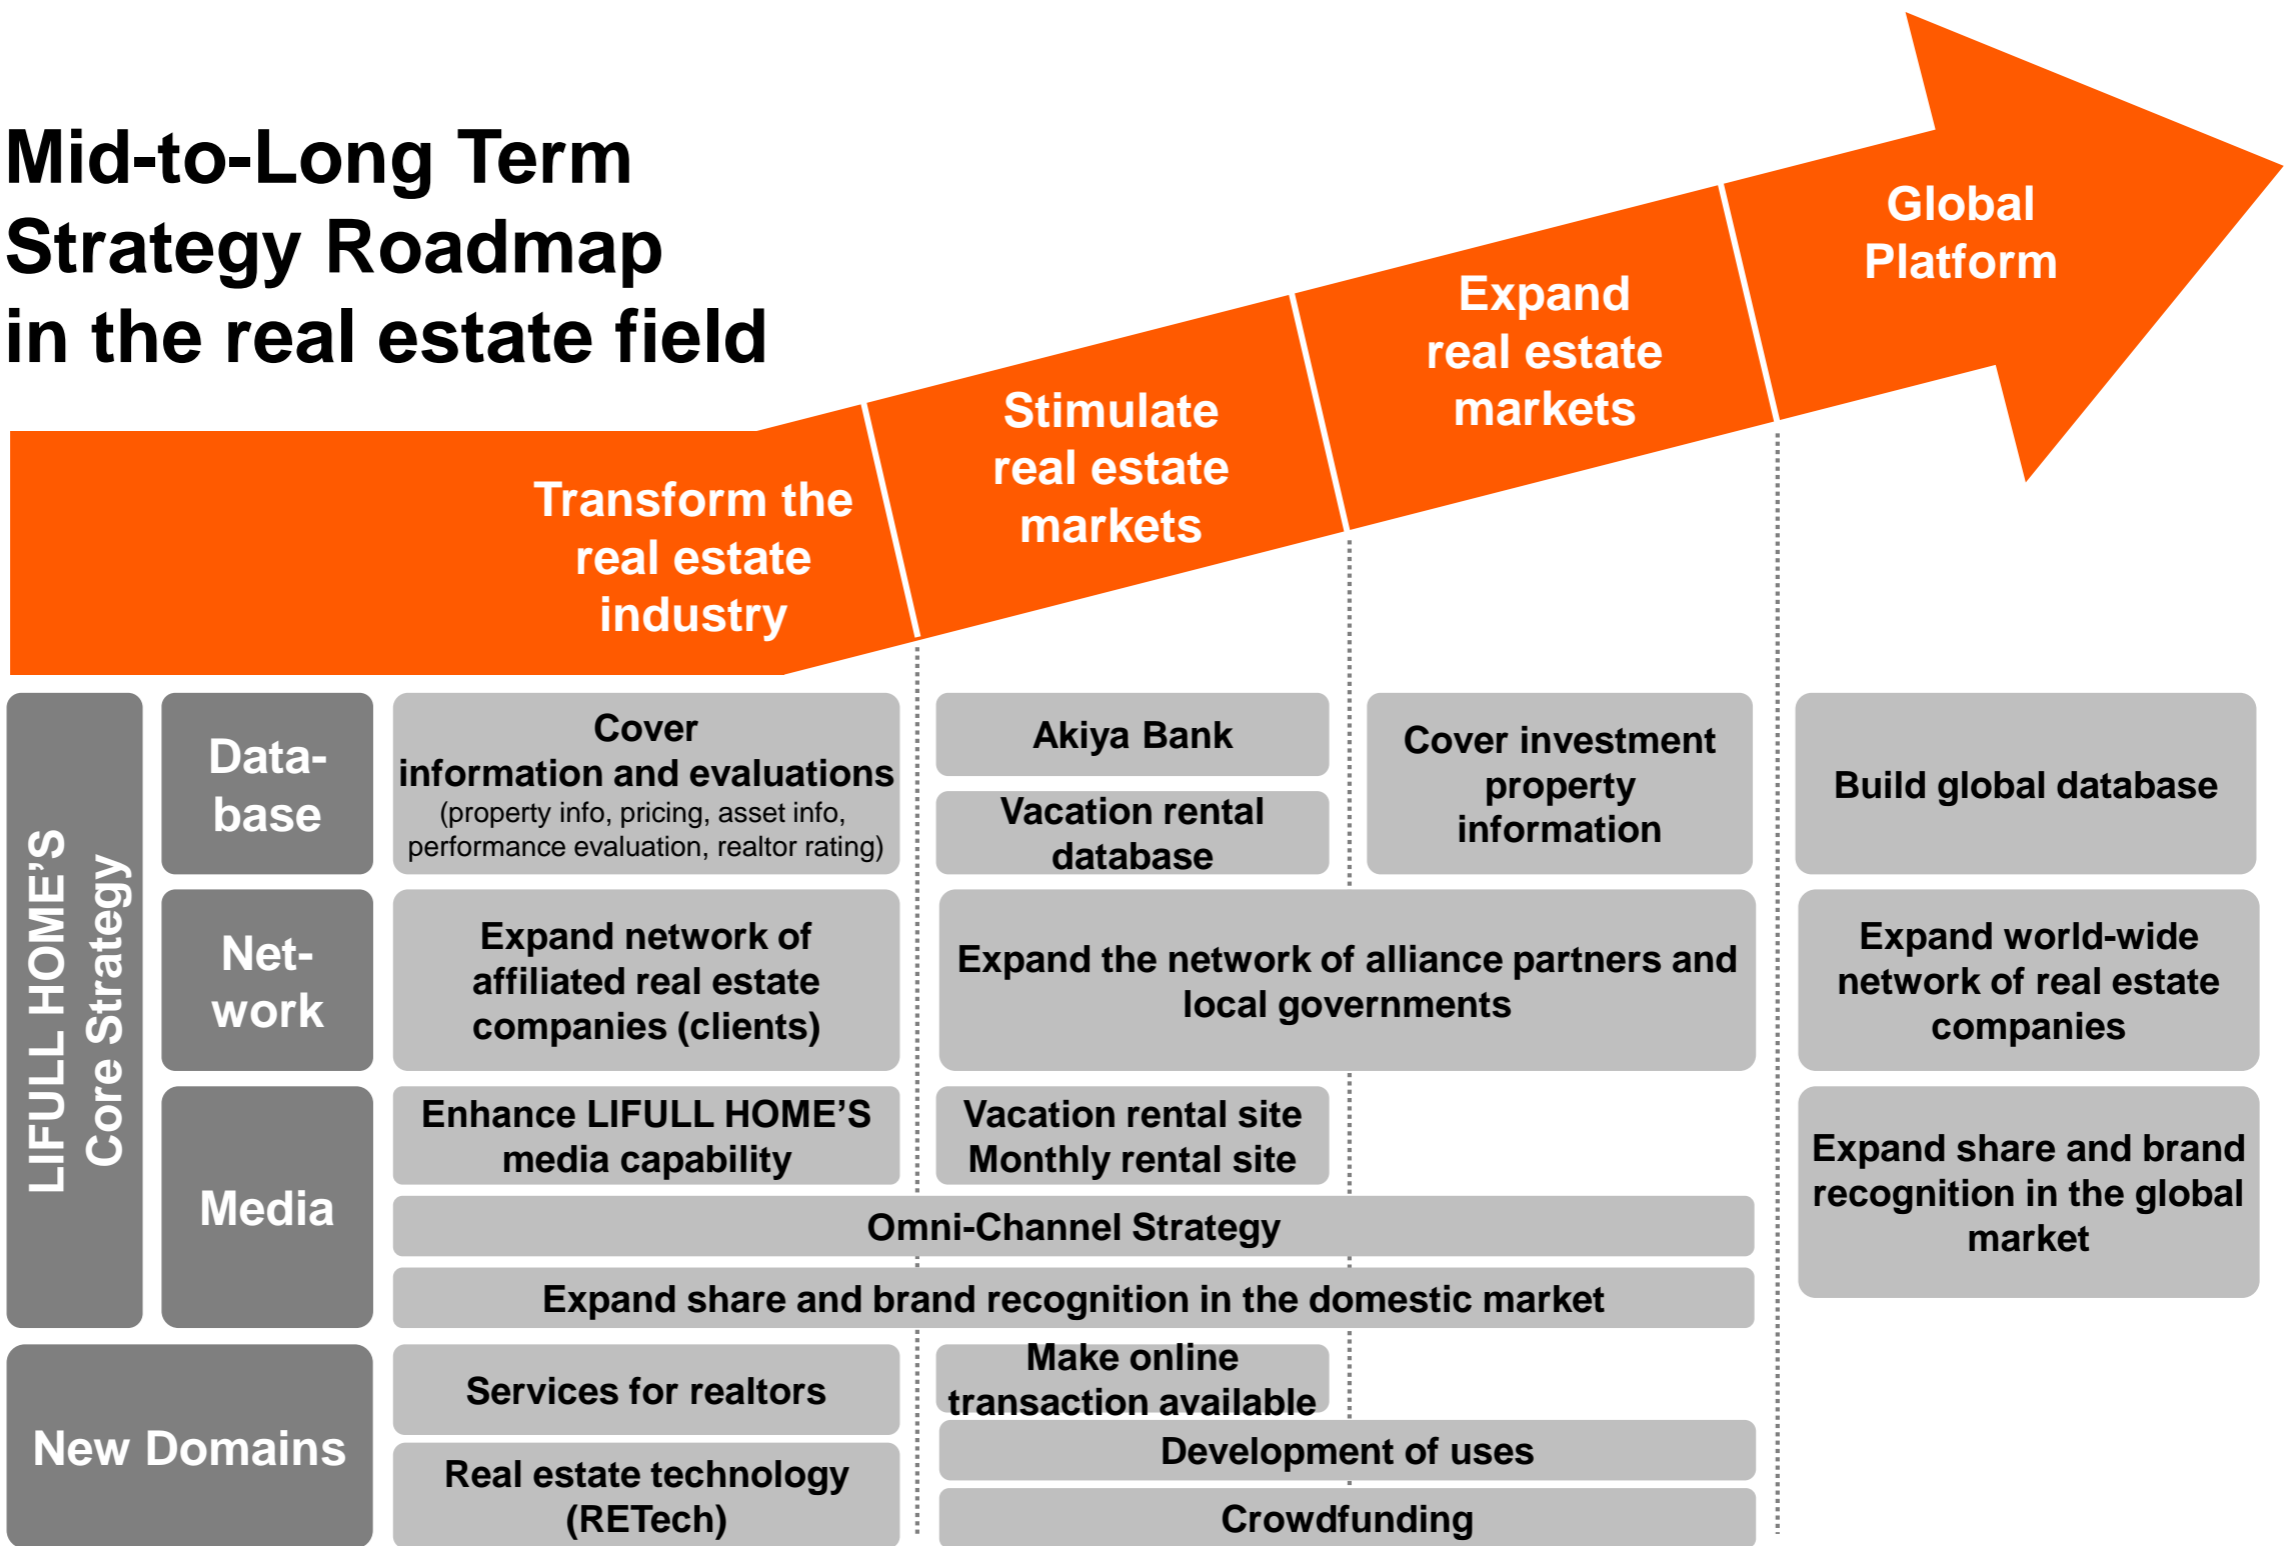 Mid-to-Long Term
Strategy Roadmap
in the real estate field
Transform the
real estate
industry
Stimulate
real estate
markets
Expand
real estate
markets
Global
Platform
LIFULL HOME’S
Core Strategy
Data-
base
Cover
information and evaluations
(property info, pricing, asset info,
performance evaluation, realtor rating)
Akiya Bank
Vacation rental
database
Cover investment
property
information
Build global database
Net-
work
Expand network of
affiliated real estate
companies (clients)
Expand the network of alliance partners and
local governments
Expand world-wide
network of real estate
companies
Media
Enhance LIFULL HOME’S
media capability
Vacation rental site
Monthly rental site
Omni-Channel Strategy
Expand share and brand recognition in the domestic market
Expand share and brand
recognition in the global
market
New Domains
Services for realtors
Real estate technology
(RETech)
Make online
transaction available
Development of uses
Crowdfunding